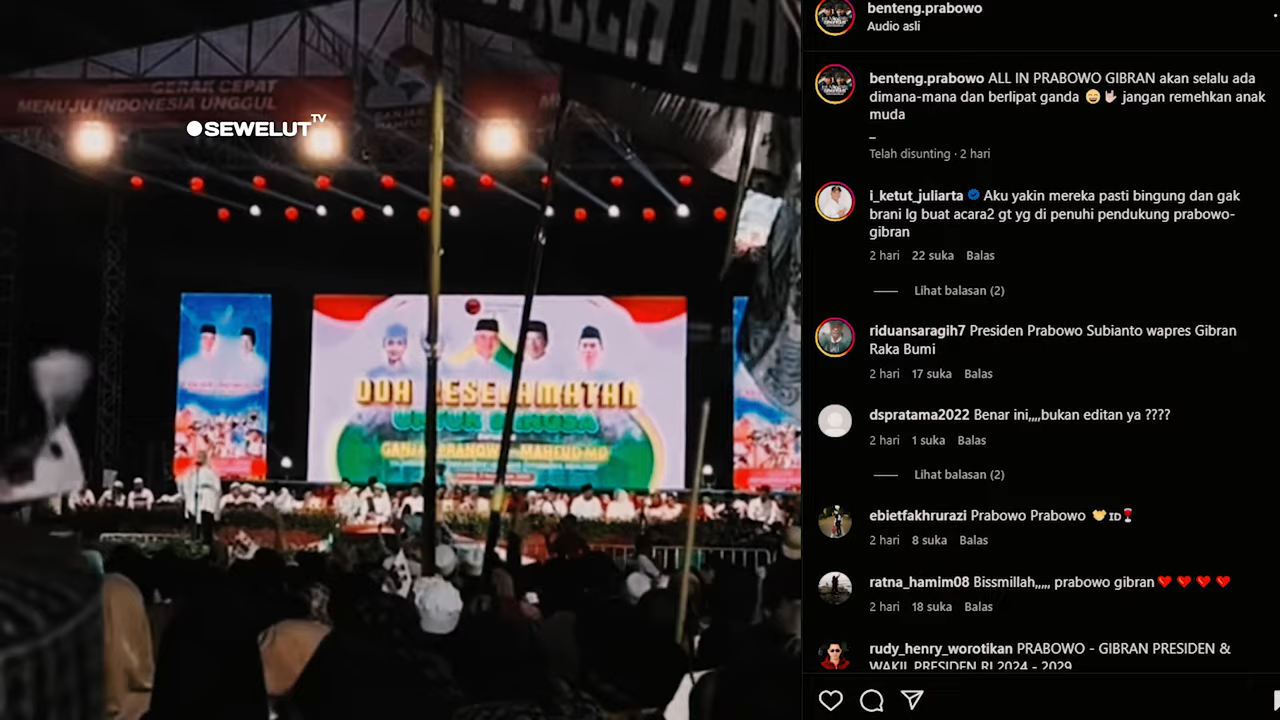 GERAK CEPAT
MENUJU INDONESIA UNGGUL
SEWELUT TV
DOA KESELAMATAN
UNTUK BANGSA
GANJAR PRANOWO - MAHFUD MD
benteng.prabowo
Audio asli
benteng.prabowo ALL IN PRABOWO GIBRAN akan selalu ada
dimana-mana dan berlipat ganda 😄🤟🏻 jangan remehkan anak
muda
–
Telah disunting · 2 hari
i_ketut_juliarta Aku yakin mereka pasti bingung dan gak
brani lg buat acara2 gt yg di penuhi pendukung prabowo-
gibran
2 hari 22 suka Balas
Lihat balasan (2)
riduansaragih7 Presiden Prabowo Subianto wapres Gibran
Raka Bumi
2 hari 17 suka Balas
dspratama2022 Benar ini,,,,bukan editan ya ????
2 hari 1 suka Balas
Lihat balasan (2)
ebietfakhrurazi Prabowo Prabowo
2 hari 8 suka Balas
ratna_hamim08 Bissmillah,,,,, prabowo gibran❤️❤️❤️❤️
2 hari 18 suka Balas
rudy_henry_worotikan PRABOWO - GIBRAN PRESIDEN &
WAKIL PRESIDEN RI 2024 - 2029